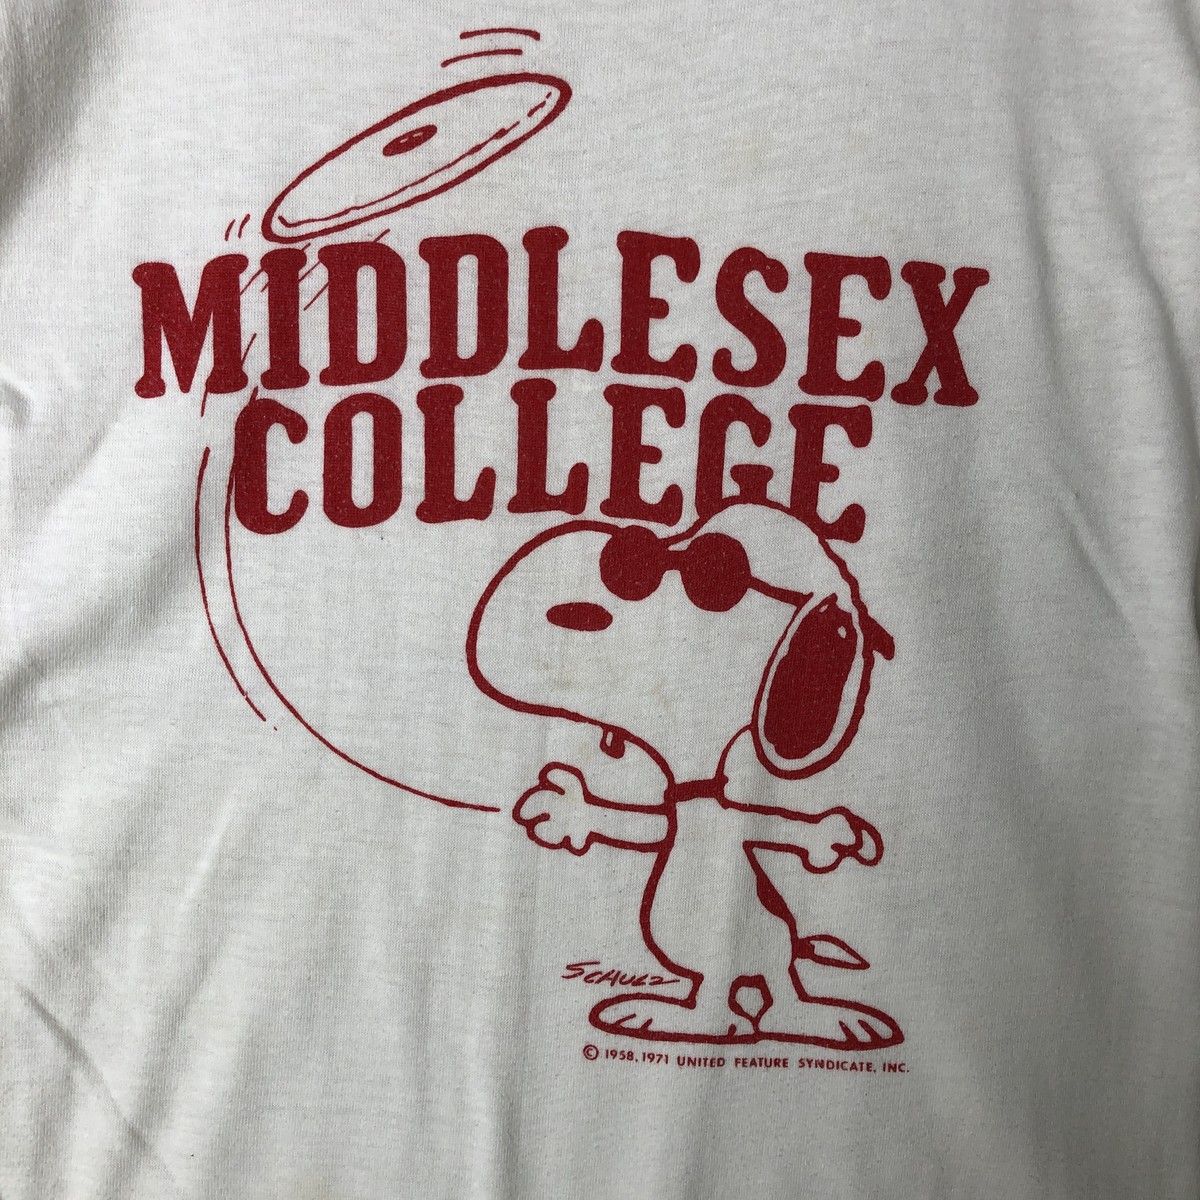 MIDDLESEX
COLLEGE
SCHULZ
© 1958, 1971 UNITED FEATURE SYNDICATE, INC.